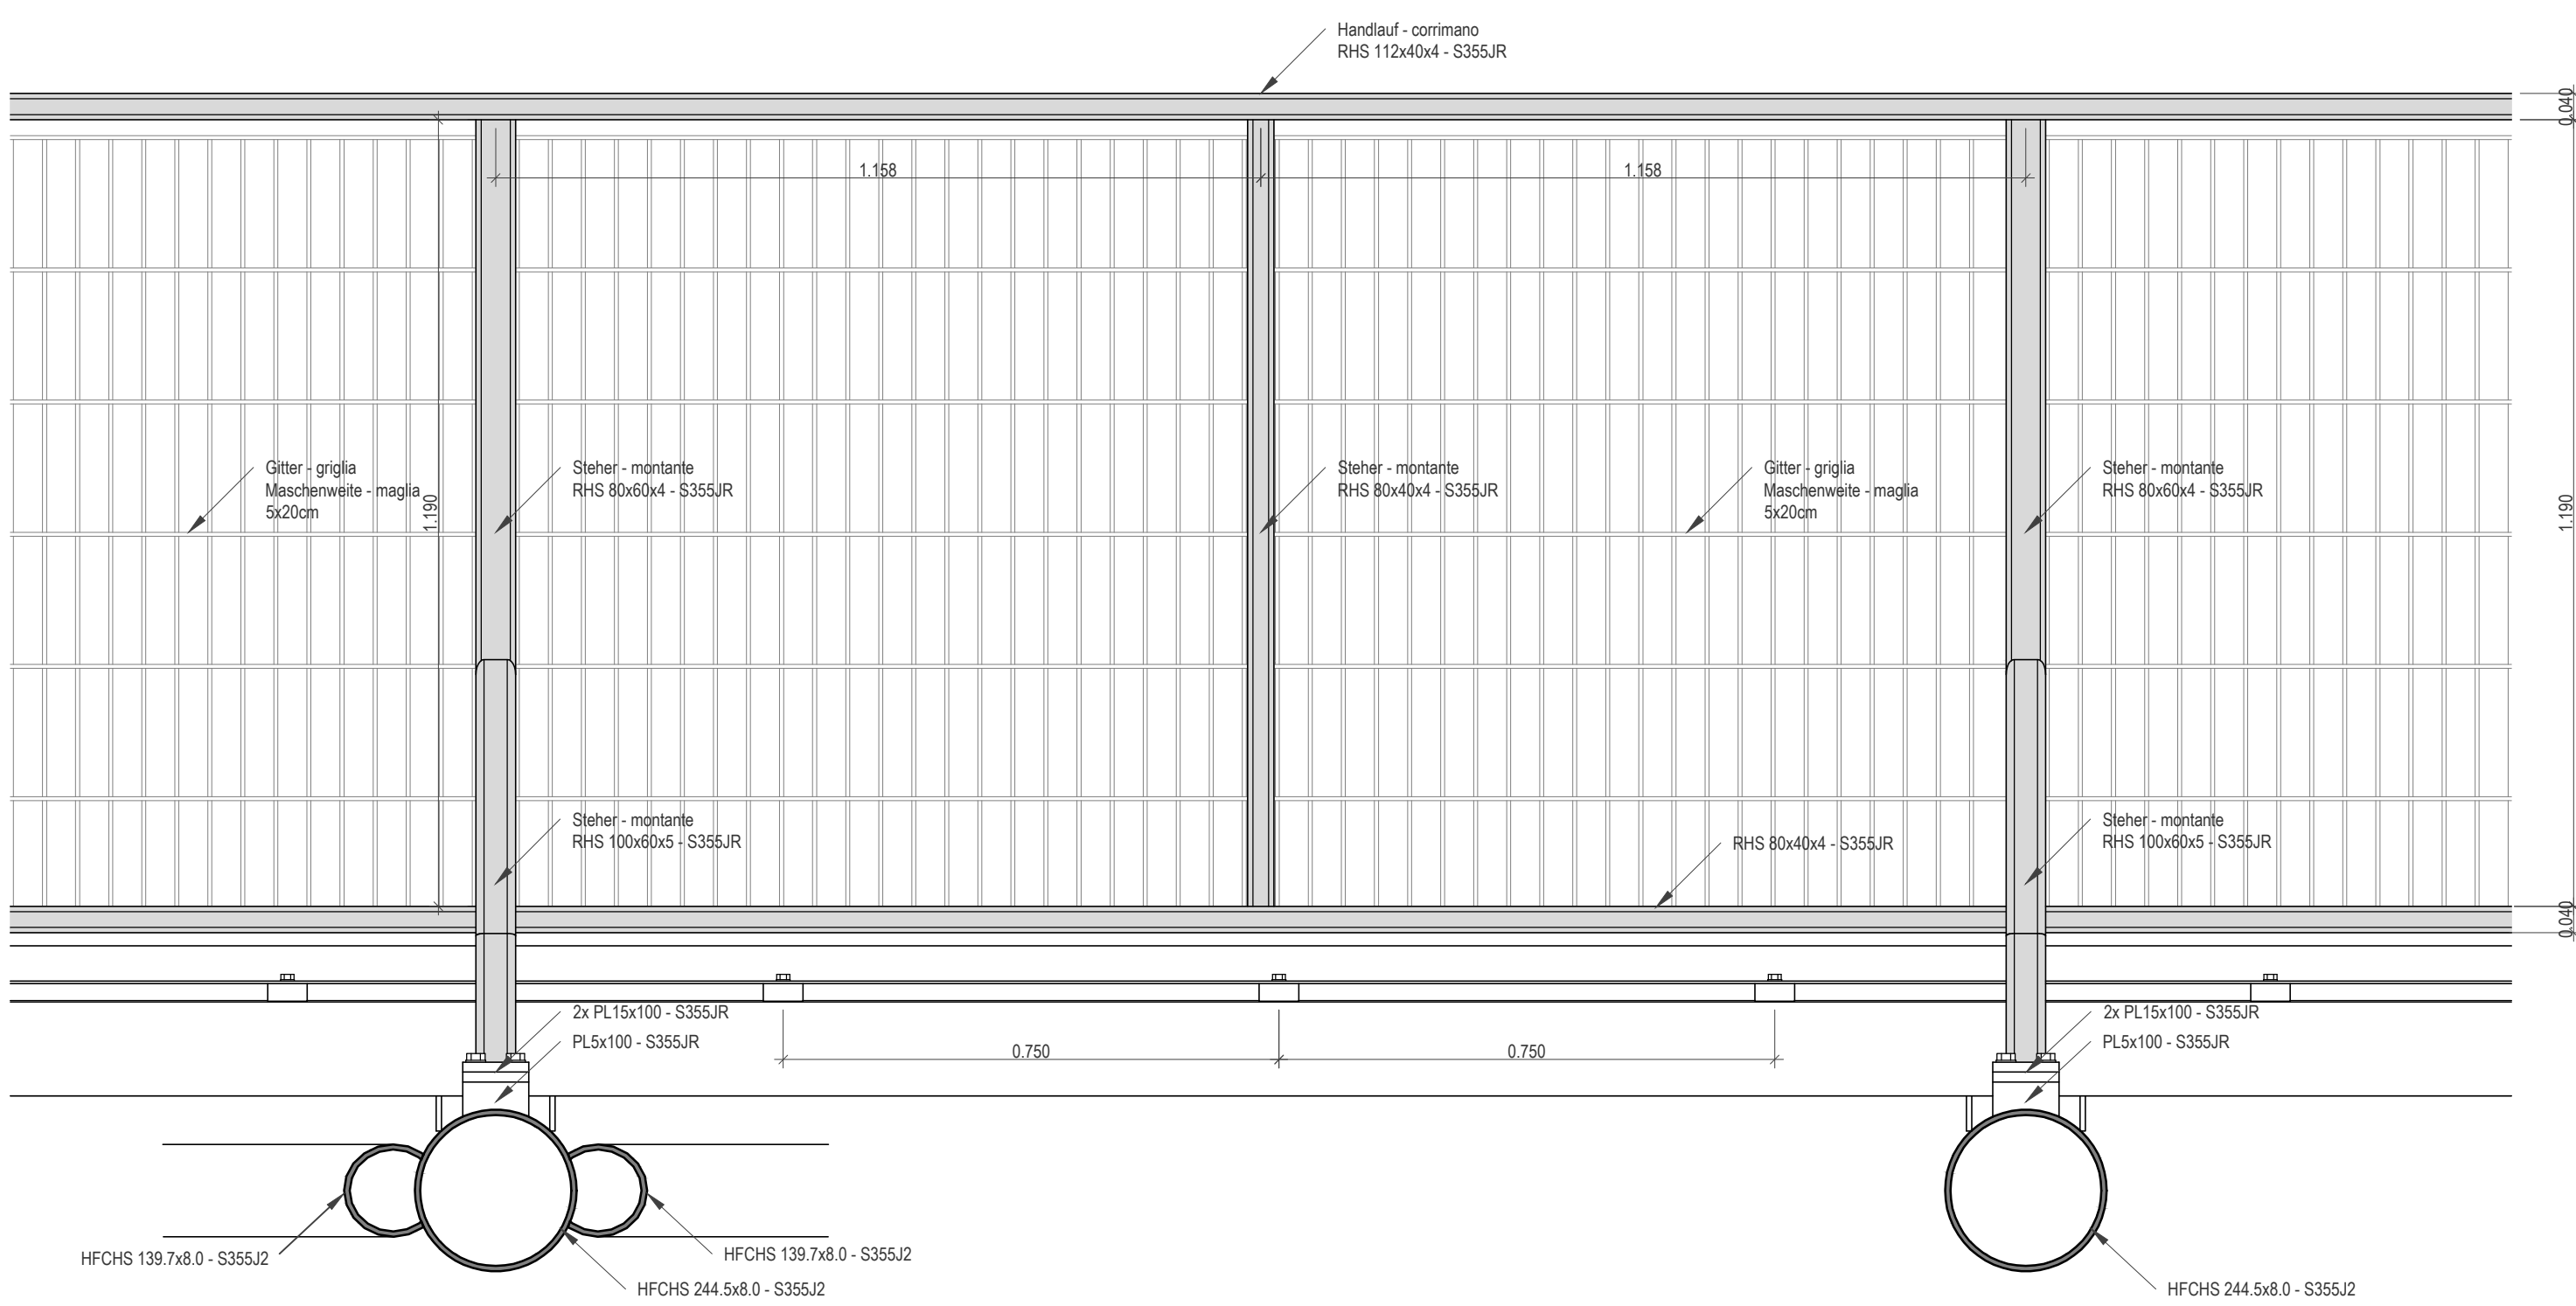 Handlauf - corrimano
RHS 112x40x4 - S355JR
0.040
1.158
1.158
Gitter - griglia
Maschenweite - maglia
5x20cm
1.190
Steher - montante
RHS 80x60x4 - S355JR
Steher - montante
RHS 80x40x4 - S355JR
Gitter - griglia
Maschenweite - maglia
5x20cm
Steher - montante
RHS 80x60x4 - S355JR
1.190
Steher - montante
RHS 100x60x5 - S355JR
RHS 80x40x4 - S355JR
Steher - montante
RHS 100x60x5 - S355JR
0.040
2x PL15x100 - S355JR
PL5x100 - S355JR
0.750
0.750
2x PL15x100 - S355JR
PL5x100 - S355JR
HFCHS 139.7x8.0 - S355J2
HFCHS 139.7x8.0 - S355J2
HFCHS 244.5x8.0 - S355J2
HFCHS 244.5x8.0 - S355J2